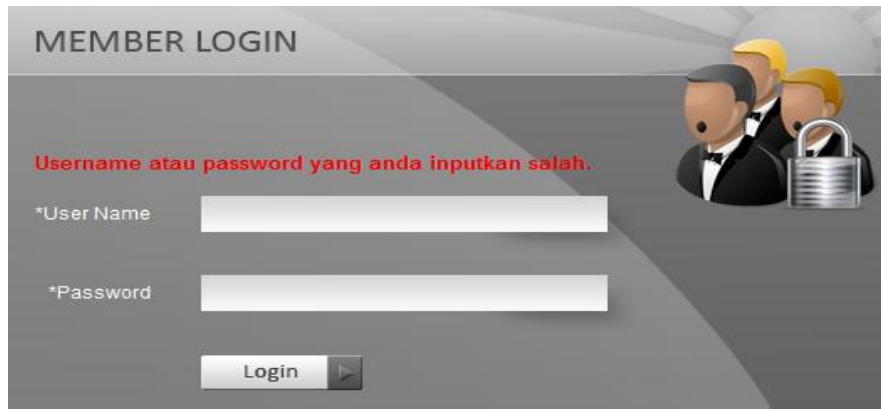 MEMBER LOGIN
Username atau password yang anda inputkan salah.
*User Name
*Password
Login